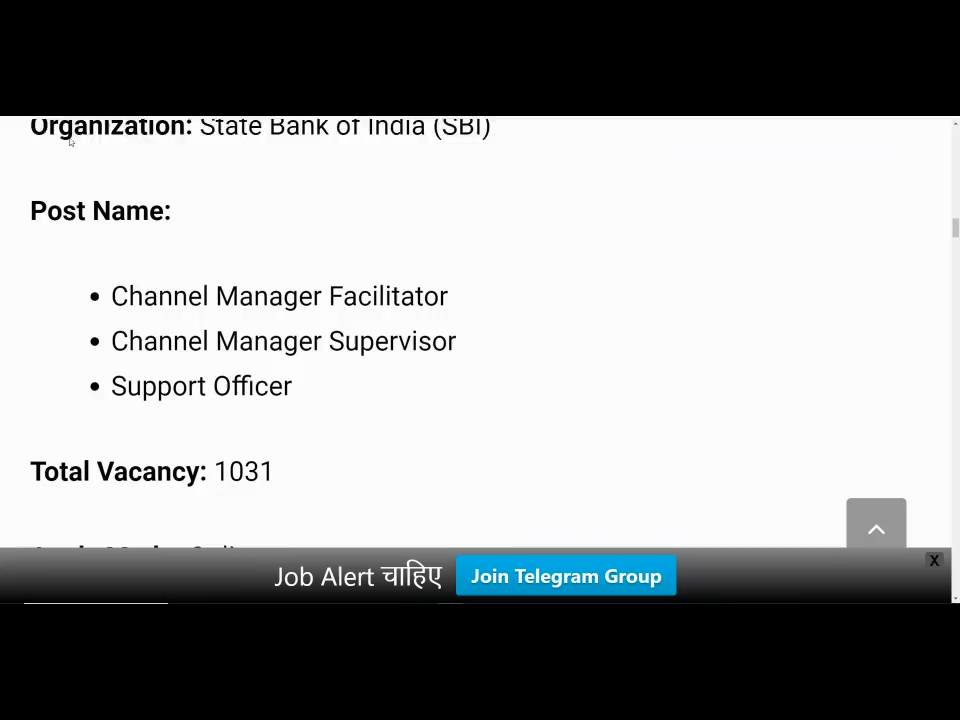 Organization: State Bank of India (SBI)
Post Name:
• Channel Manager Facilitator
• Channel Manager Supervisor
• Support Officer
Total Vacancy: 1031
Job Alert चाहिए Join Telegram Group X